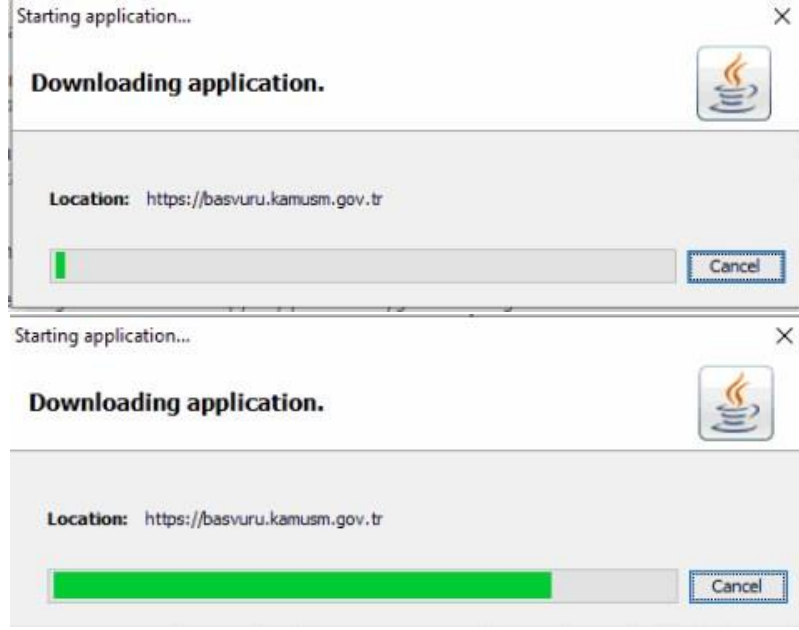 Starting application...
Downloading application.
Location: https://basvuru.kamusm.gov.tr
Cancel
Starting application...
Downloading application.
Location: https://basvuru.kamusm.gov.tr
Cancel